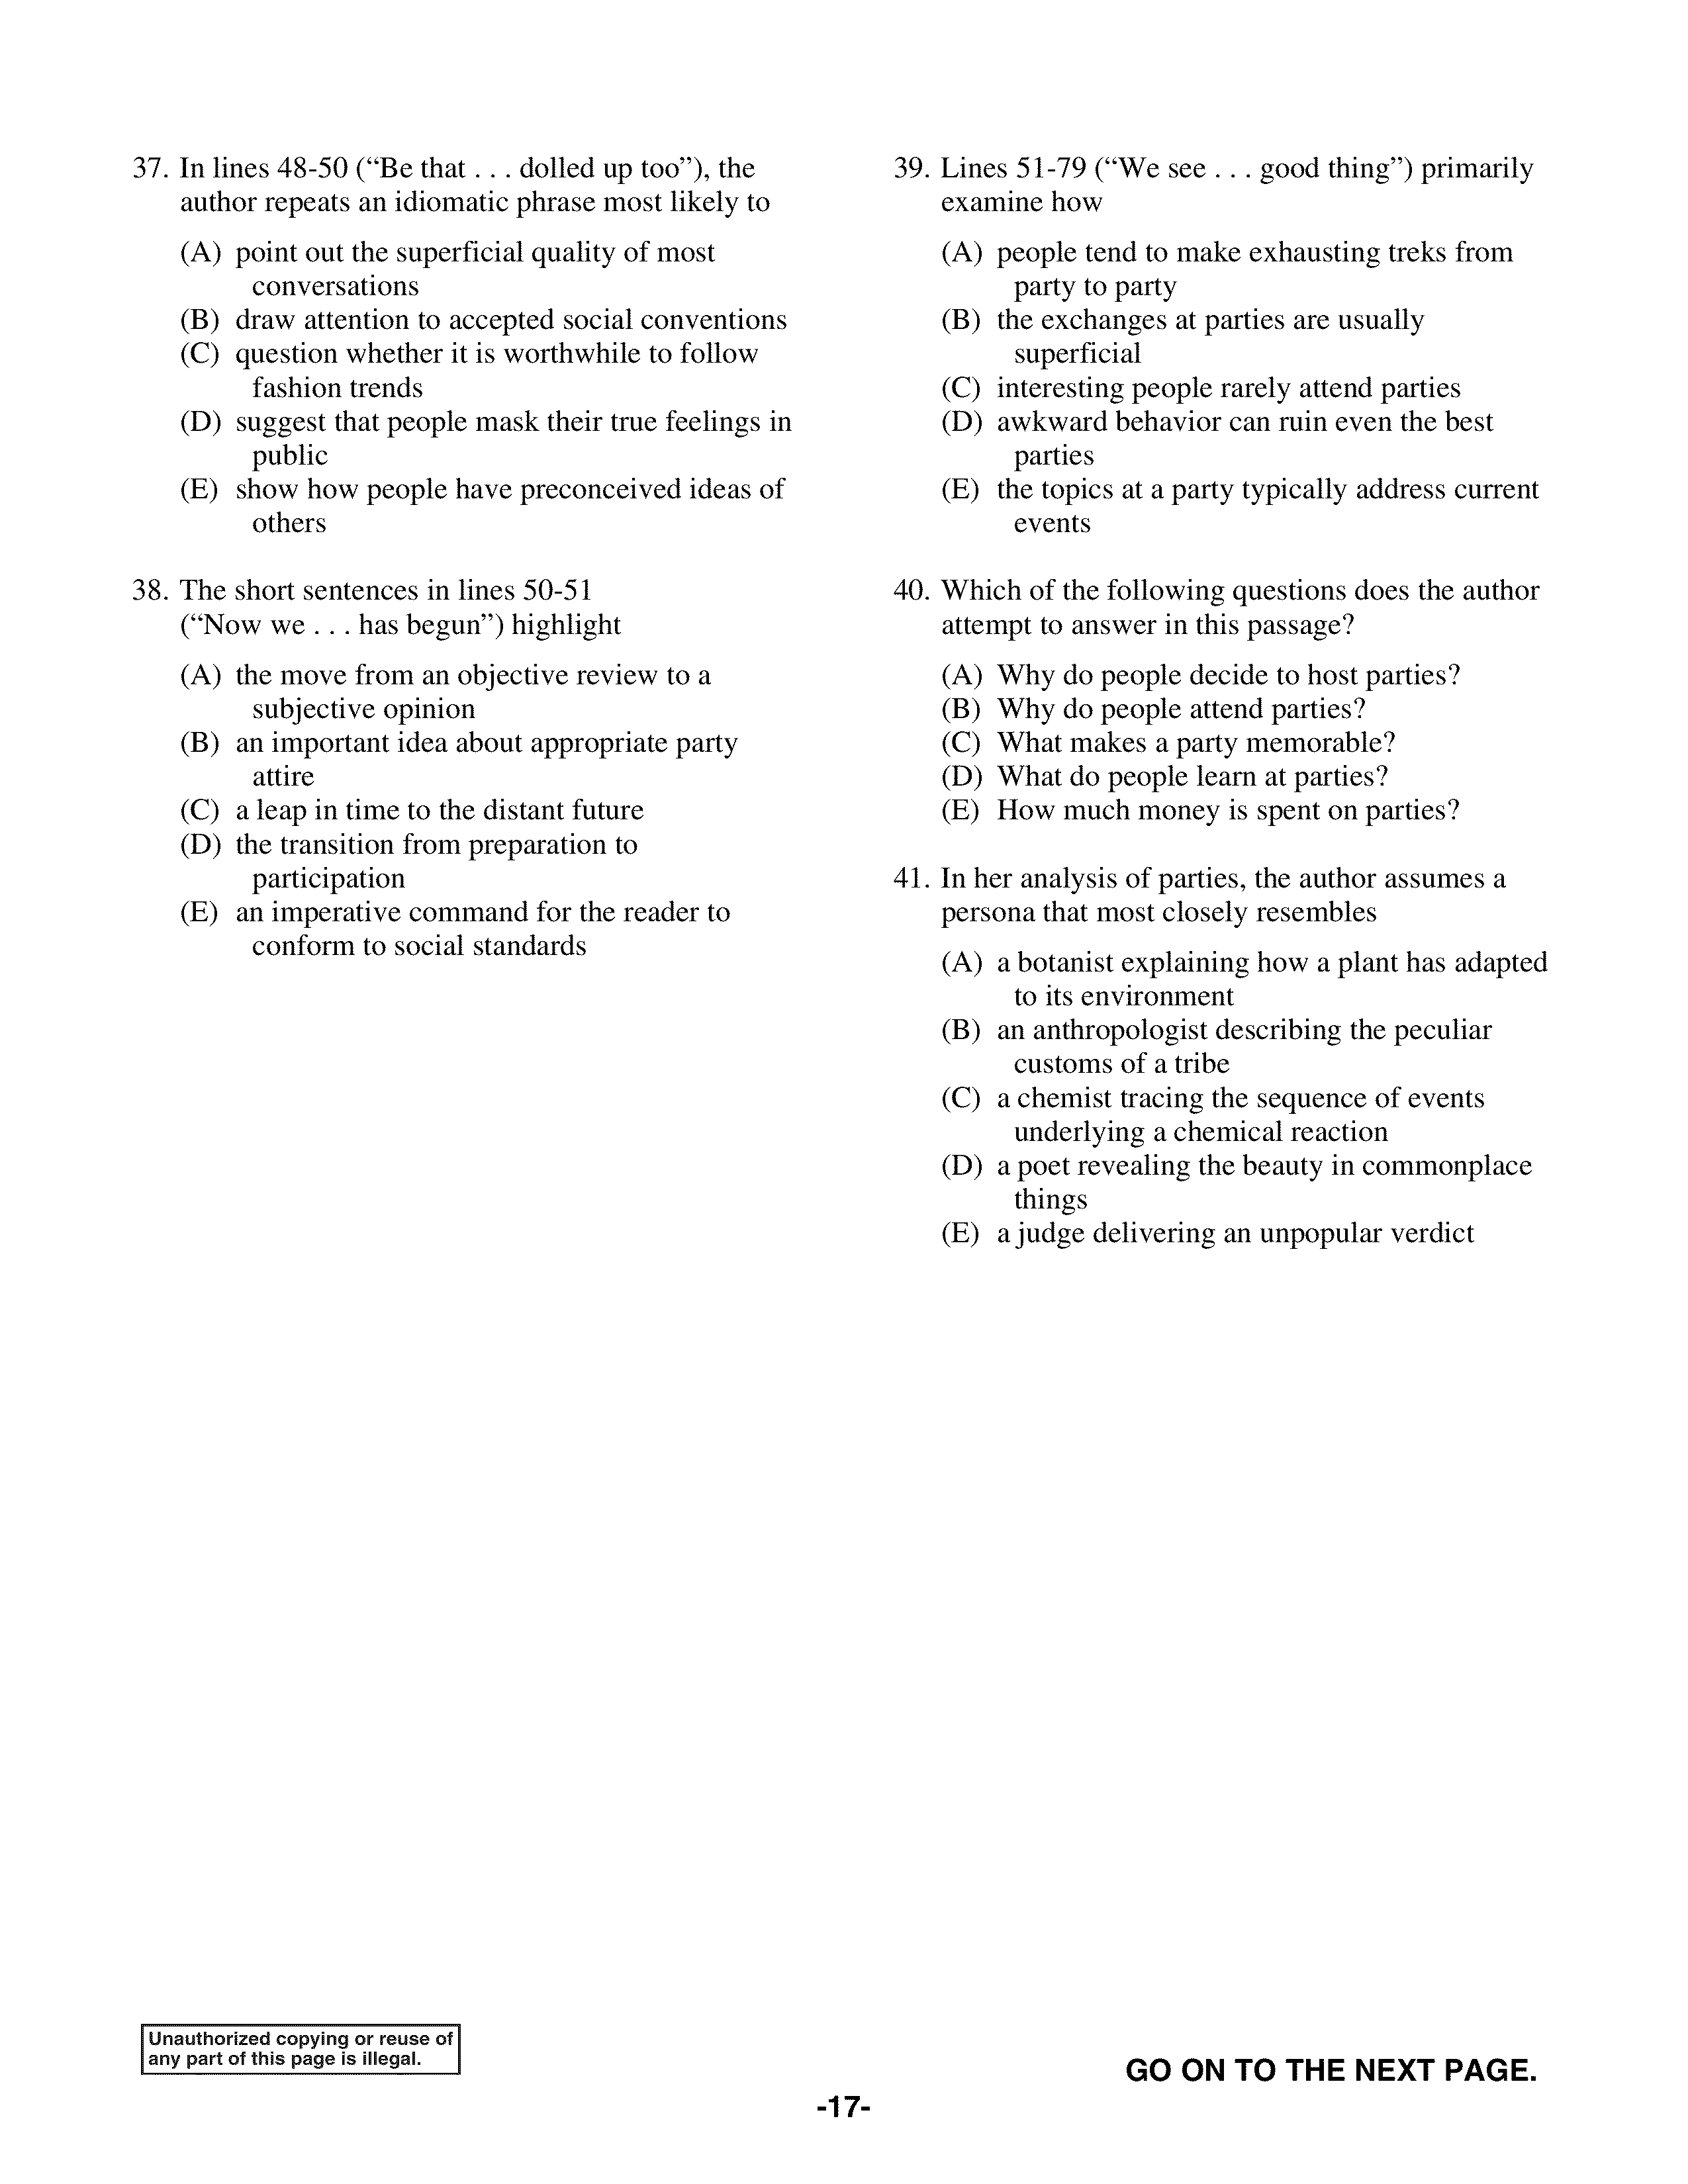 37. In lines 48-50 (“Be that . . . dolled up too”), the
author repeats an idiomatic phrase most likely to
(A) point out the superficial quality of most
conversations
(B) draw attention to accepted social conventions
(C) question whether it is worthwhile to follow
fashion trends
(D) suggest that people mask their true feelings in
public
(E) show how people have preconceived ideas of
others
38. The short sentences in lines 50-51
(“Now we . . . has begun”) highlight
(A) the move from an objective review to a
subjective opinion
(B) an important idea about appropriate party
attire
(C) a leap in time to the distant future
(D) the transition from preparation to
participation
(E) an imperative command for the reader to
conform to social standards
39. Lines 51-79 (“We see . . . good thing”) primarily
examine how
(A) people tend to make exhausting treks from
party to party
(B) the exchanges at parties are usually
superficial
(C) interesting people rarely attend parties
(D) awkward behavior can ruin even the best
parties
(E) the topics at a party typically address current
events
40. Which of the following questions does the author
attempt to answer in this passage?
(A) Why do people decide to host parties?
(B) Why do people attend parties?
(C) What makes a party memorable?
(D) What do people learn at parties?
(E) How much money is spent on parties?
41. In her analysis of parties, the author assumes a
persona that most closely resembles
(A) a botanist explaining how a plant has adapted
to its environment
(B) an anthropologist describing the peculiar
customs of a tribe
(C) a chemist tracing the sequence of events
underlying a chemical reaction
(D) a poet revealing the beauty in commonplace
things
(E) a judge delivering an unpopular verdict
Unauthorized copying or reuse of
any part of this page is illegal.
GO ON TO THE NEXT PAGE.
-17-